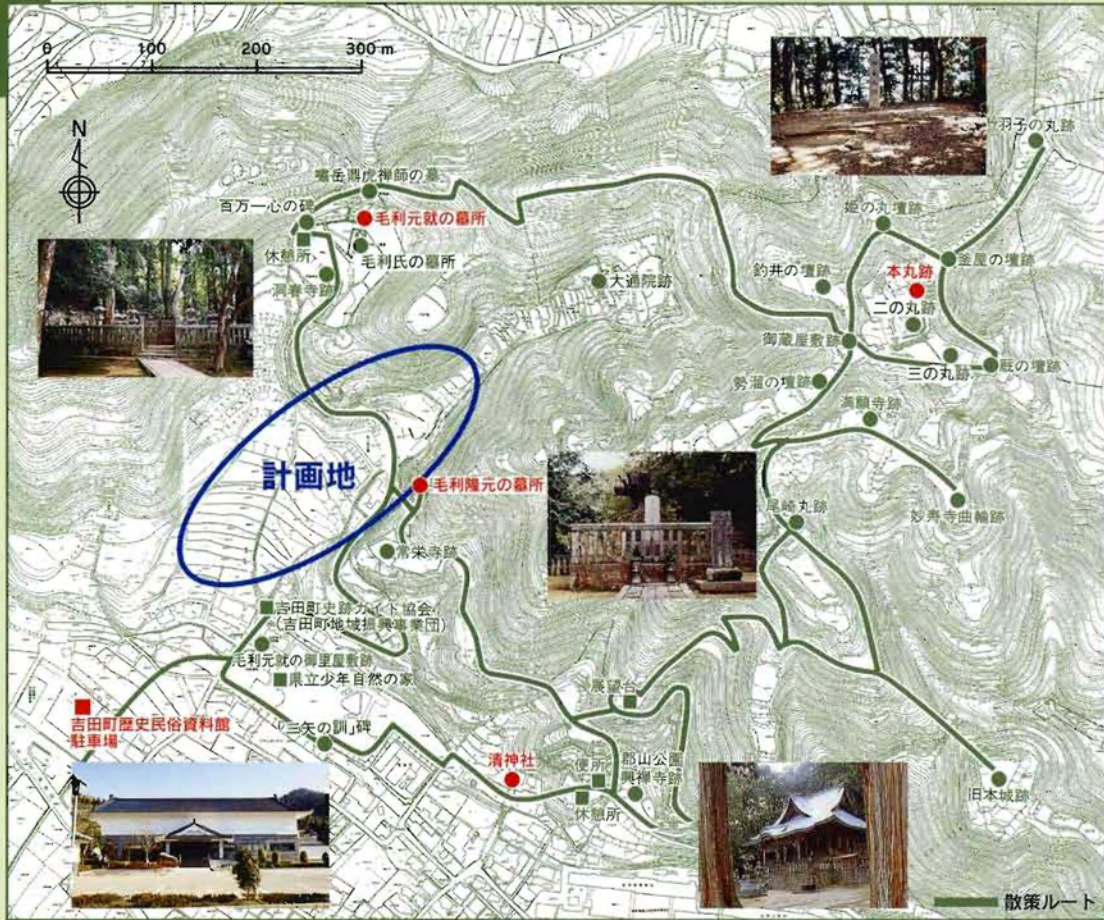 0 100 200 300 m
N
羽子の丸跡
嘯岳鼎虎禅師の墓
百万一心の碑
毛利元就の墓所
休憩所
毛利氏の墓所
洞春寺跡
姫の丸壇跡
釣井の壇跡
本丸跡
釜屋の壇跡
大通院跡
二の丸跡
御蔵屋敷跡
三の丸跡
厩の壇跡
勢溜の壇跡
満願寺跡
計画地
毛利隆元の墓所
妙寿寺曲輪跡
尾崎丸跡
常栄寺跡
吉田町史跡ガイド協会
(吉田町地域振興事業団)
毛利元就の御里屋敷跡
県立少年自然の家
吉田町歴史民俗資料館
駐車場
「三矢の訓」碑
展望台
清神社
便所
郡山公園
興禅寺跡
休憩所
旧本城跡
散策ルート